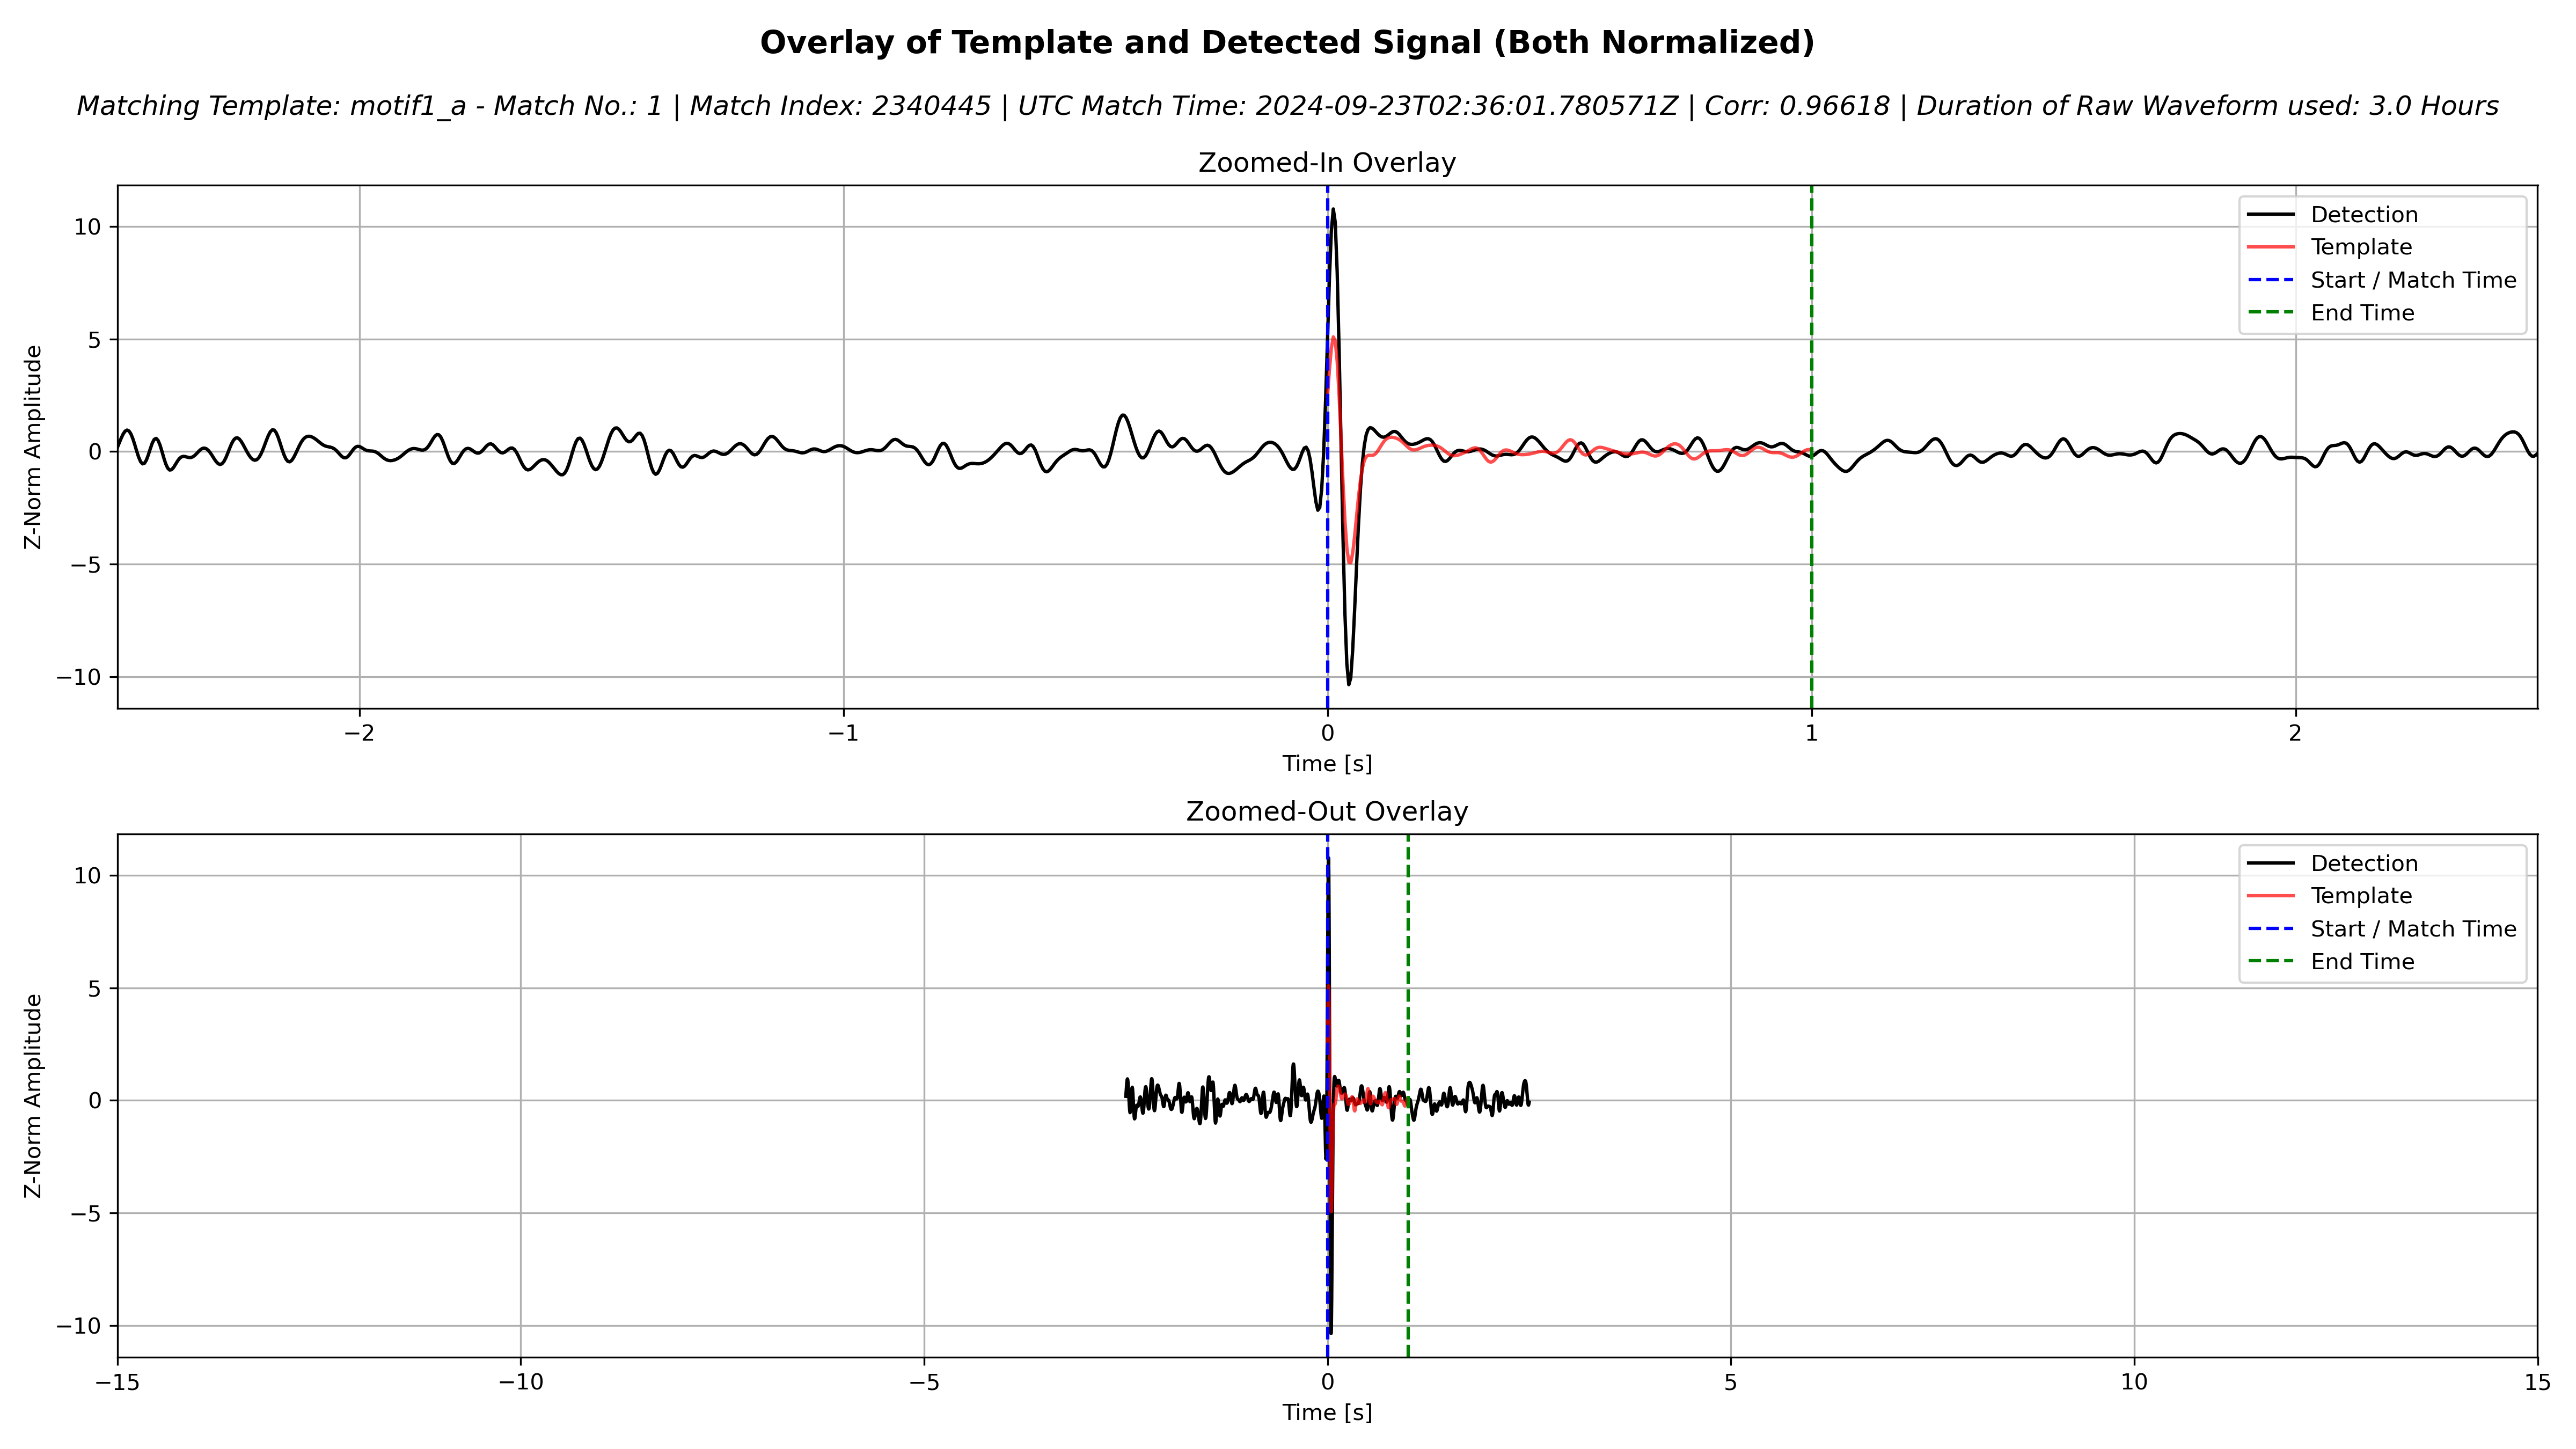 Overlay of Template and Detected Signal (Both Normalized)
Matching Template: motif1_a - Match No.: 1 | Match Index: 2340445 | UTC Match Time: 2024-09-23T02:36:01.780571Z | Corr: 0.96618 | Duration of Raw Waveform used: 3.0 Hours
Zoomed-In Overlay
Z-Norm Amplitude
10
5
0
−5
−10
Detection
Template
Start / Match Time
End Time
−2
−1
0
1
2
Time [s]
Zoomed-Out Overlay
Z-Norm Amplitude
10
5
0
−5
−10
Detection
Template
Start / Match Time
End Time
−15
−10
−5
0
5
10
15
Time [s]